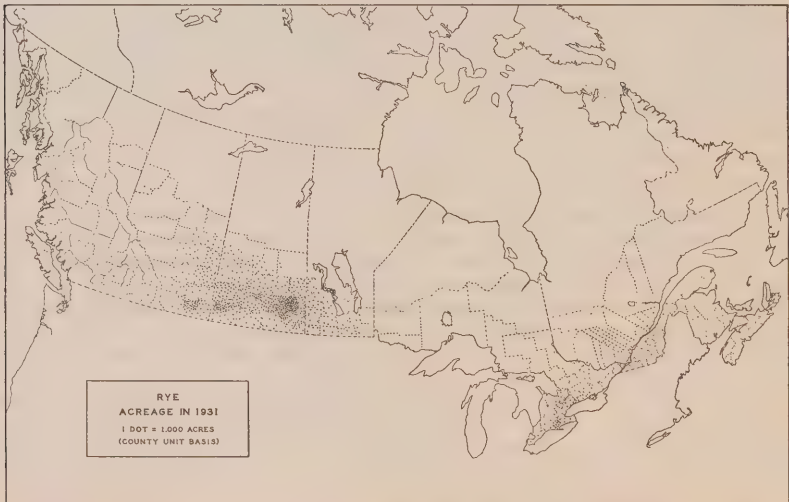 RYE
ACREAGE IN 1931
1 DOT = 1,000 ACRES
(COUNTY UNIT BASIS)